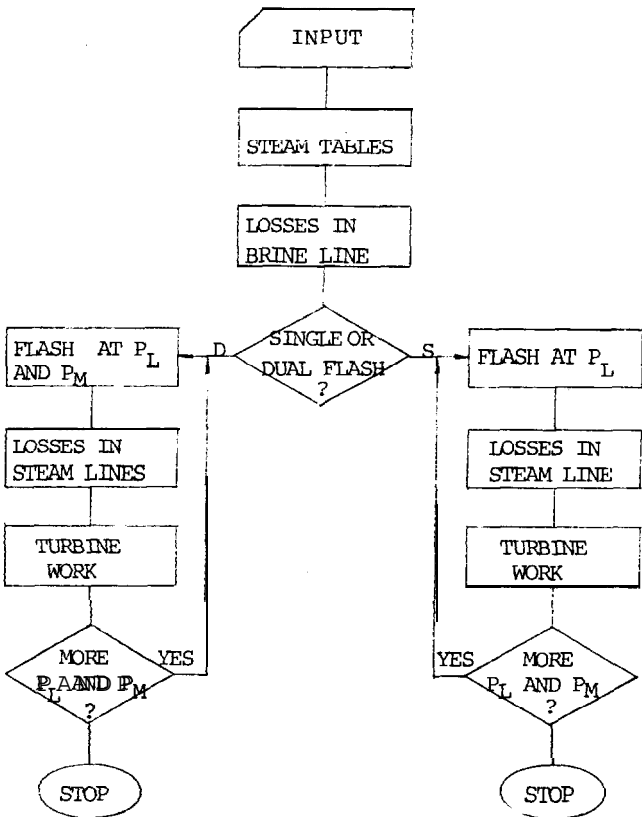 INPUT
STEAM TABLES
LOSSES IN
BRINE LINE
SINGLE OR
DUAL FLASH
?
D
S
FLASH AT P_L
AND P_M
LOSSES IN
STEAM LINES
TURBINE
WORK
MORE
P_L AND P_M
?
YES
STOP
FLASH AT P_L
LOSSES IN
STEAM LINE
TURBINE
WORK
YES
MORE
P_L AND P_M
?
STOP